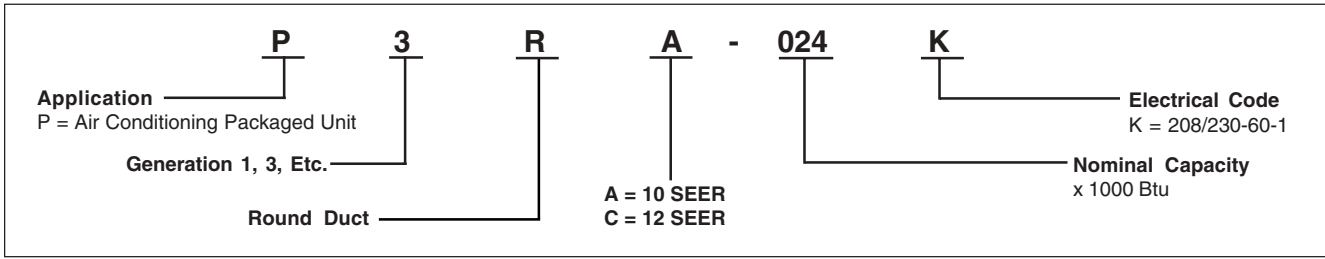 P 3 R A - 024 K
Application
P = Air Conditioning Packaged Unit
Generation 1, 3, Etc.
Round Duct
A = 10 SEER
C = 12 SEER
Electrical Code
K = 208/230-60-1
Nominal Capacity
x 1000 Btu